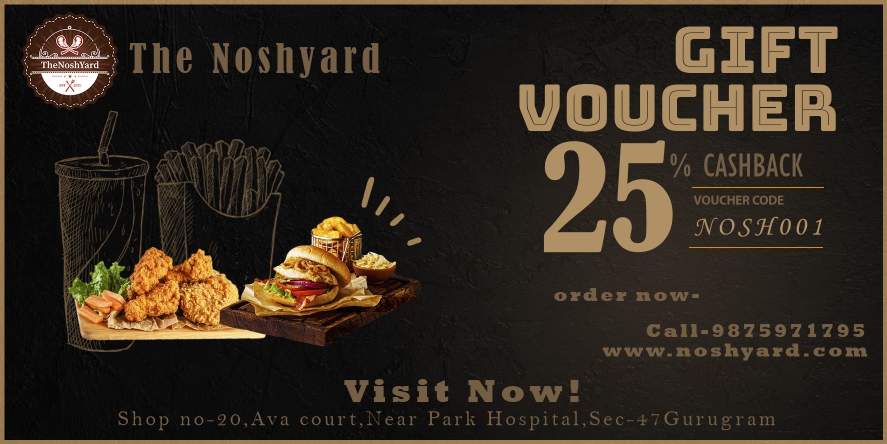 TheNoshYard
The Noshyard
GIFT
VOUCHER
25% CASHBACK
VOUCHER CODE
NOSH001
order now-
Call-9875971795
www.noshyard.com
Visit Now!
Shop no-20,Ava court,Near Park Hospital,Sec-47Gurugram